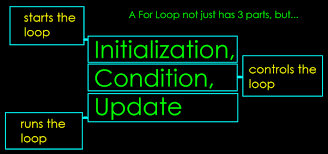 A For Loop not just has 3 parts, but...
starts the
loop
Initialization,
Condition,
controls the
loop
Update
runs the
loop